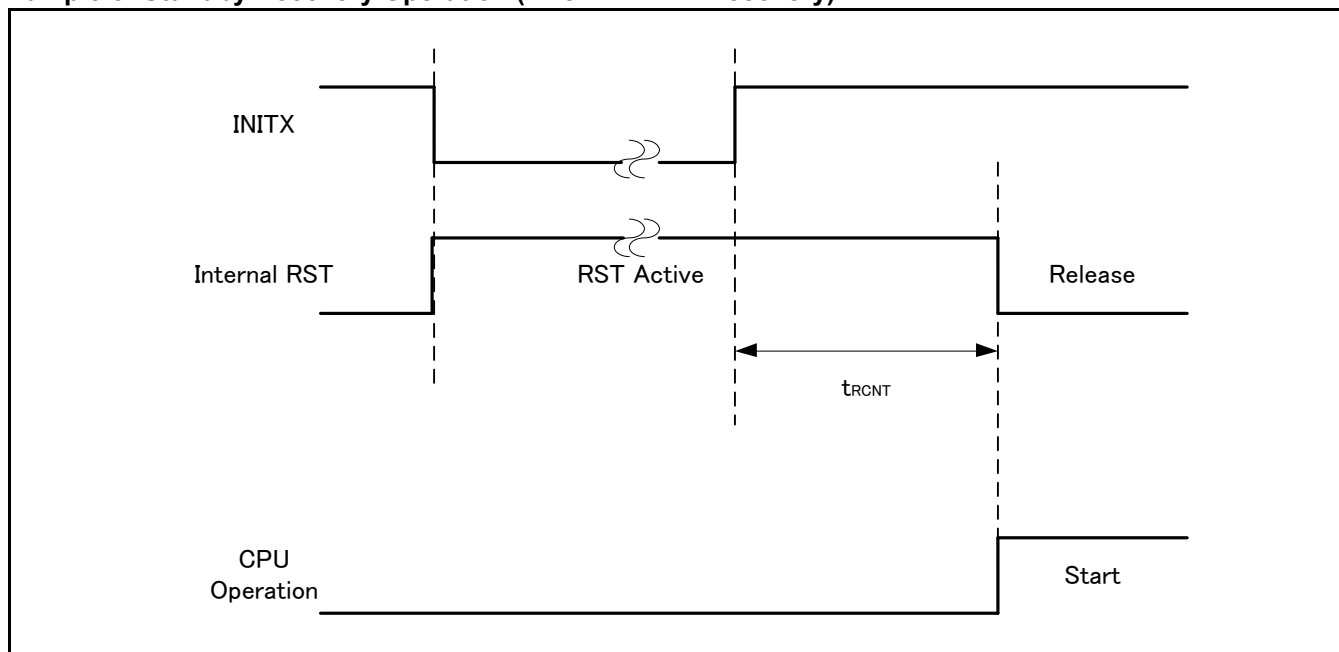 INITX
Internal RST
RST Active
Release
tRCNT
CPU
Operation
Start